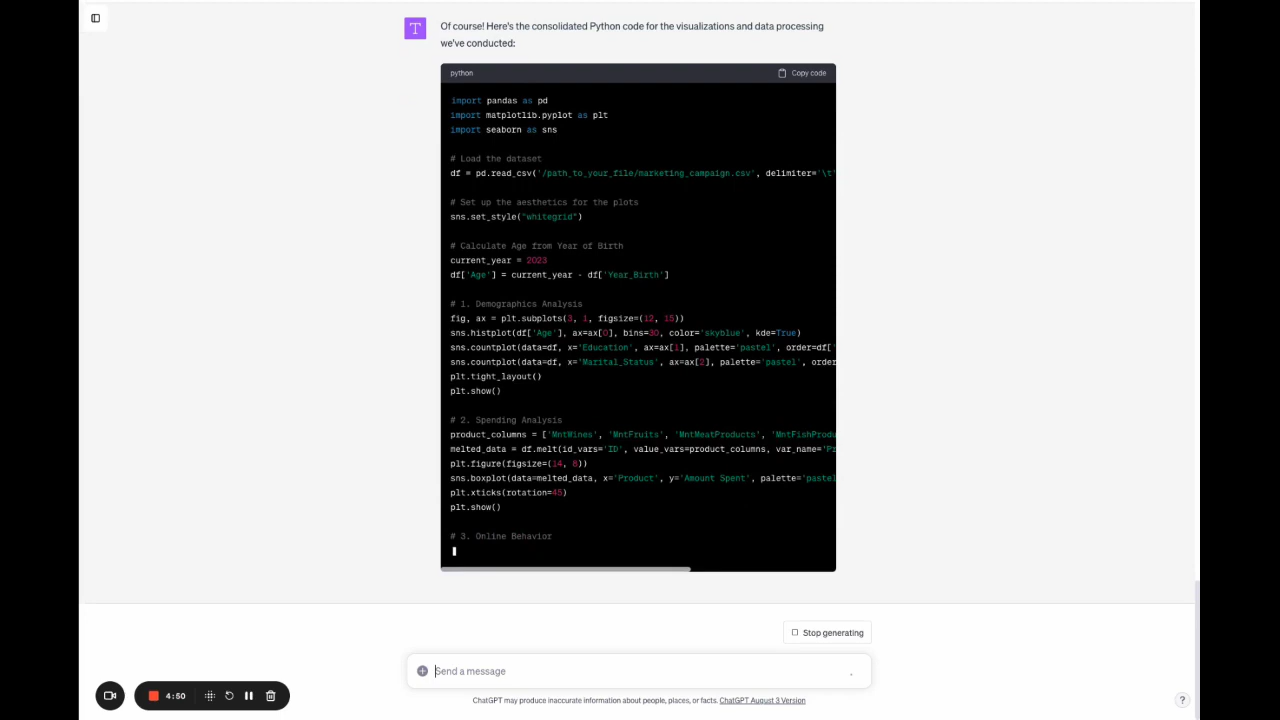 T
Of course! Here's the consolidated Python code for the visualizations and data processing
we've conducted:
python
Copy code
import pandas as pd
import matplotlib.pyplot as plt
import seaborn as sns
# Load the dataset
df = pd.read_csv('/path_to_your_file/marketing_campaign.csv', delimiter='\t'
# Set up the aesthetics for the plots
sns.set_style("whitegrid")
# Calculate Age from Year of Birth
current_year = 2023
df['Age'] = current_year - df['Year_Birth']
# 1. Demographics Analysis
fig, ax = plt.subplots(3, 1, figsize=(12, 15))
sns.histplot(df['Age'], ax=ax[0], bins=30, color='skyblue', kde=True)
sns.countplot(data=df, x='Education', ax=ax[1], palette='pastel', order=df['
sns.countplot(data=df, x='Marital_Status', ax=ax[2], palette='pastel', order
plt.tight_layout()
plt.show()
# 2. Spending Analysis
product_columns = ['MntWines', 'MntFruits', 'MntMeatProducts', 'MntFishProdu
melted_data = df.melt(id_vars='ID', value_vars=product_columns, var_name='Pr
plt.figure(figsize=(14, 8))
sns.boxplot(data=melted_data, x='Product', y='Amount Spent', palette='pastel
plt.xticks(rotation=45)
plt.show()
# 3. Online Behavior
Stop generating
Send a message
4:50
ChatGPT may produce inaccurate information about people, places, or facts. ChatGPT August 3 Version
?